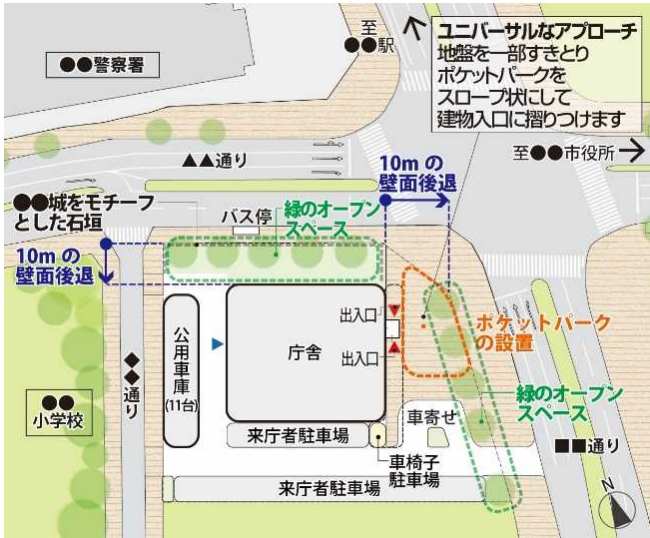 至
●●駅
ユニバーサルなアプローチ
地盤を一部すきとり
ポケットパークを
スロープ状にして
建物入口に摺りつけます
●●警察署
▲▲通り
10mの
壁面後退
至●●市役所
●●城をモチーフ
とした石垣
バス停
緑のオープン
スペース
10mの
壁面後退
出入口
ポケットパーク
の設置
公用車庫
(11台)
庁舎
出入口
◆◆通り
緑のオープン
スペース
●●
小学校
車寄せ
■■通り
来庁者駐車場
車椅子
駐車場
来庁者駐車場
N